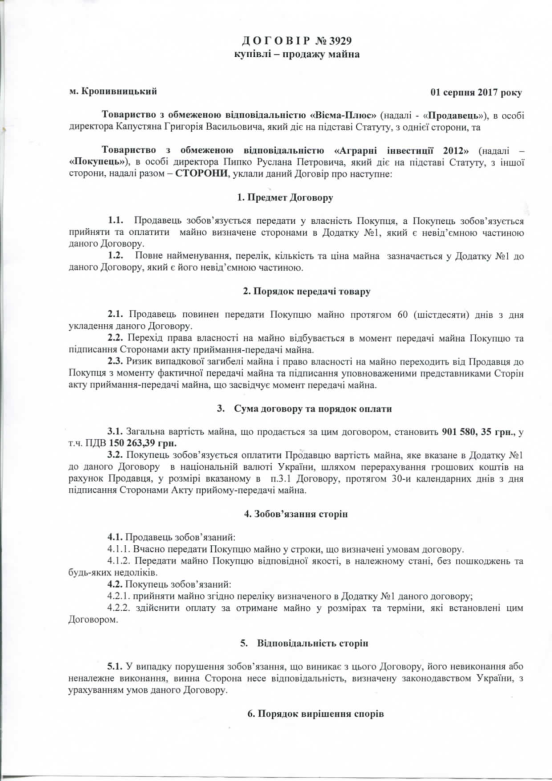 Д О Г О В І Р № 3929
купівлі – продажу майна
м. Кропивницький 01 серпня 2017 року
Товариство з обмеженою відповідальністю «Вісма-Плюс» (надалі - «Продавець»), в особі
директора Капустяна Григорія Васильовича, який діє на підставі Статуту, з однієї сторони, та
Товариство з обмеженою відповідальністю «Аграрні інвестиції 2012» (надалі –
«Покупець»), в особі директора Пипко Руслана Петровича, який діє на підставі Статуту, з іншої
сторони, надалі разом – СТОРОНИ, уклали даний Договір про наступне:
1. Предмет Договору
1.1. Продавець зобов'язується передати у власність Покупця, а Покупець зобов'язується
прийняти та оплатити майно визначене сторонами в Додатку №1, який є невід'ємною частиною
даного Договору.
1.2. Повне найменування, перелік, кількість та ціна майна зазначається у Додатку №1 до
даного Договору, який є його невід'ємною частиною.
2. Порядок передачі товару
2.1. Продавець повинен передати Покупцю майно протягом 60 (шістдесяти) днів з дня
укладення даного Договору.
2.2. Перехід права власності на майно відбувається в момент передачі майна Покупцю та
підписання Сторонами акту приймання-передачі майна.
2.3. Ризик випадкової загибелі майна і право власності на майно переходить від Продавця до
Покупця з моменту фактичної передачі майна та підписання уповноваженими представниками Сторін
акту приймання-передачі майна, що засвідчує момент передачі майна.
3. Сума договору та порядок оплати
3.1. Загальна вартість майна, що продається за цим договором, становить 901 580, 35 грн., у
т.ч. ПДВ 150 263,39 грн.
3.2. Покупець зобов'язується оплатити Продавцю вартість майна, яке вказане в Додатку №1
до даного Договору в національній валюті України, шляхом перерахування грошових коштів на
рахунок Продавця, у розмірі вказаному в п.3.1 Договору, протягом 30-и календарних днів з дня
підписання Сторонами Акту прийому-передачі майна.
4. Зобов'язання сторін
4.1. Продавець зобов'язаний:
4.1.1. Вчасно передати Покупцю майно у строки, що визначені умовам договору.
4.1.2. Передати майно Покупцю відповідної якості, в належному стані, без пошкоджень та
будь-яких недоліків.
4.2. Покупець зобов'язаний:
4.2.1. прийняти майно згідно переліку визначеного в Додатку №1 даного договору;
4.2.2. здійснити оплату за отримане майно у розмірах та терміни, які встановлені цим
Договором.
5. Відповідальність сторін
5.1. У випадку порушення зобов'язання, що виникає з цього Договору, його невиконання або
неналежне виконання, винна Сторона несе відповідальність, визначену законодавством України, з
урахуванням умов даного Договору.
6. Порядок вирішення спорів